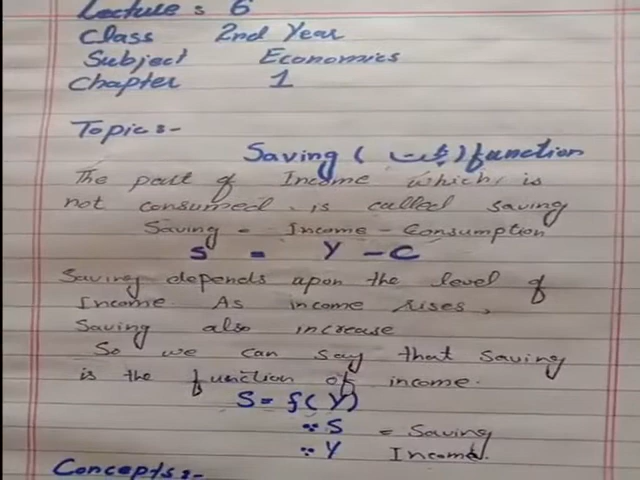 Lecture : 6
Class 2nd Year
Subject Economics
Chapter 1
Topic:-
Saving (بچت) function
The part of Income which is
not consumed is called saving
Saving = Income - Consumption
S = Y - C
Saving depends apon the level of
Income. As income rises,
Saving also increase
So we can say that saving
is the function of income.
S = f(Y)
∵ S = Saving
∵ Y Income.
Concepts:-